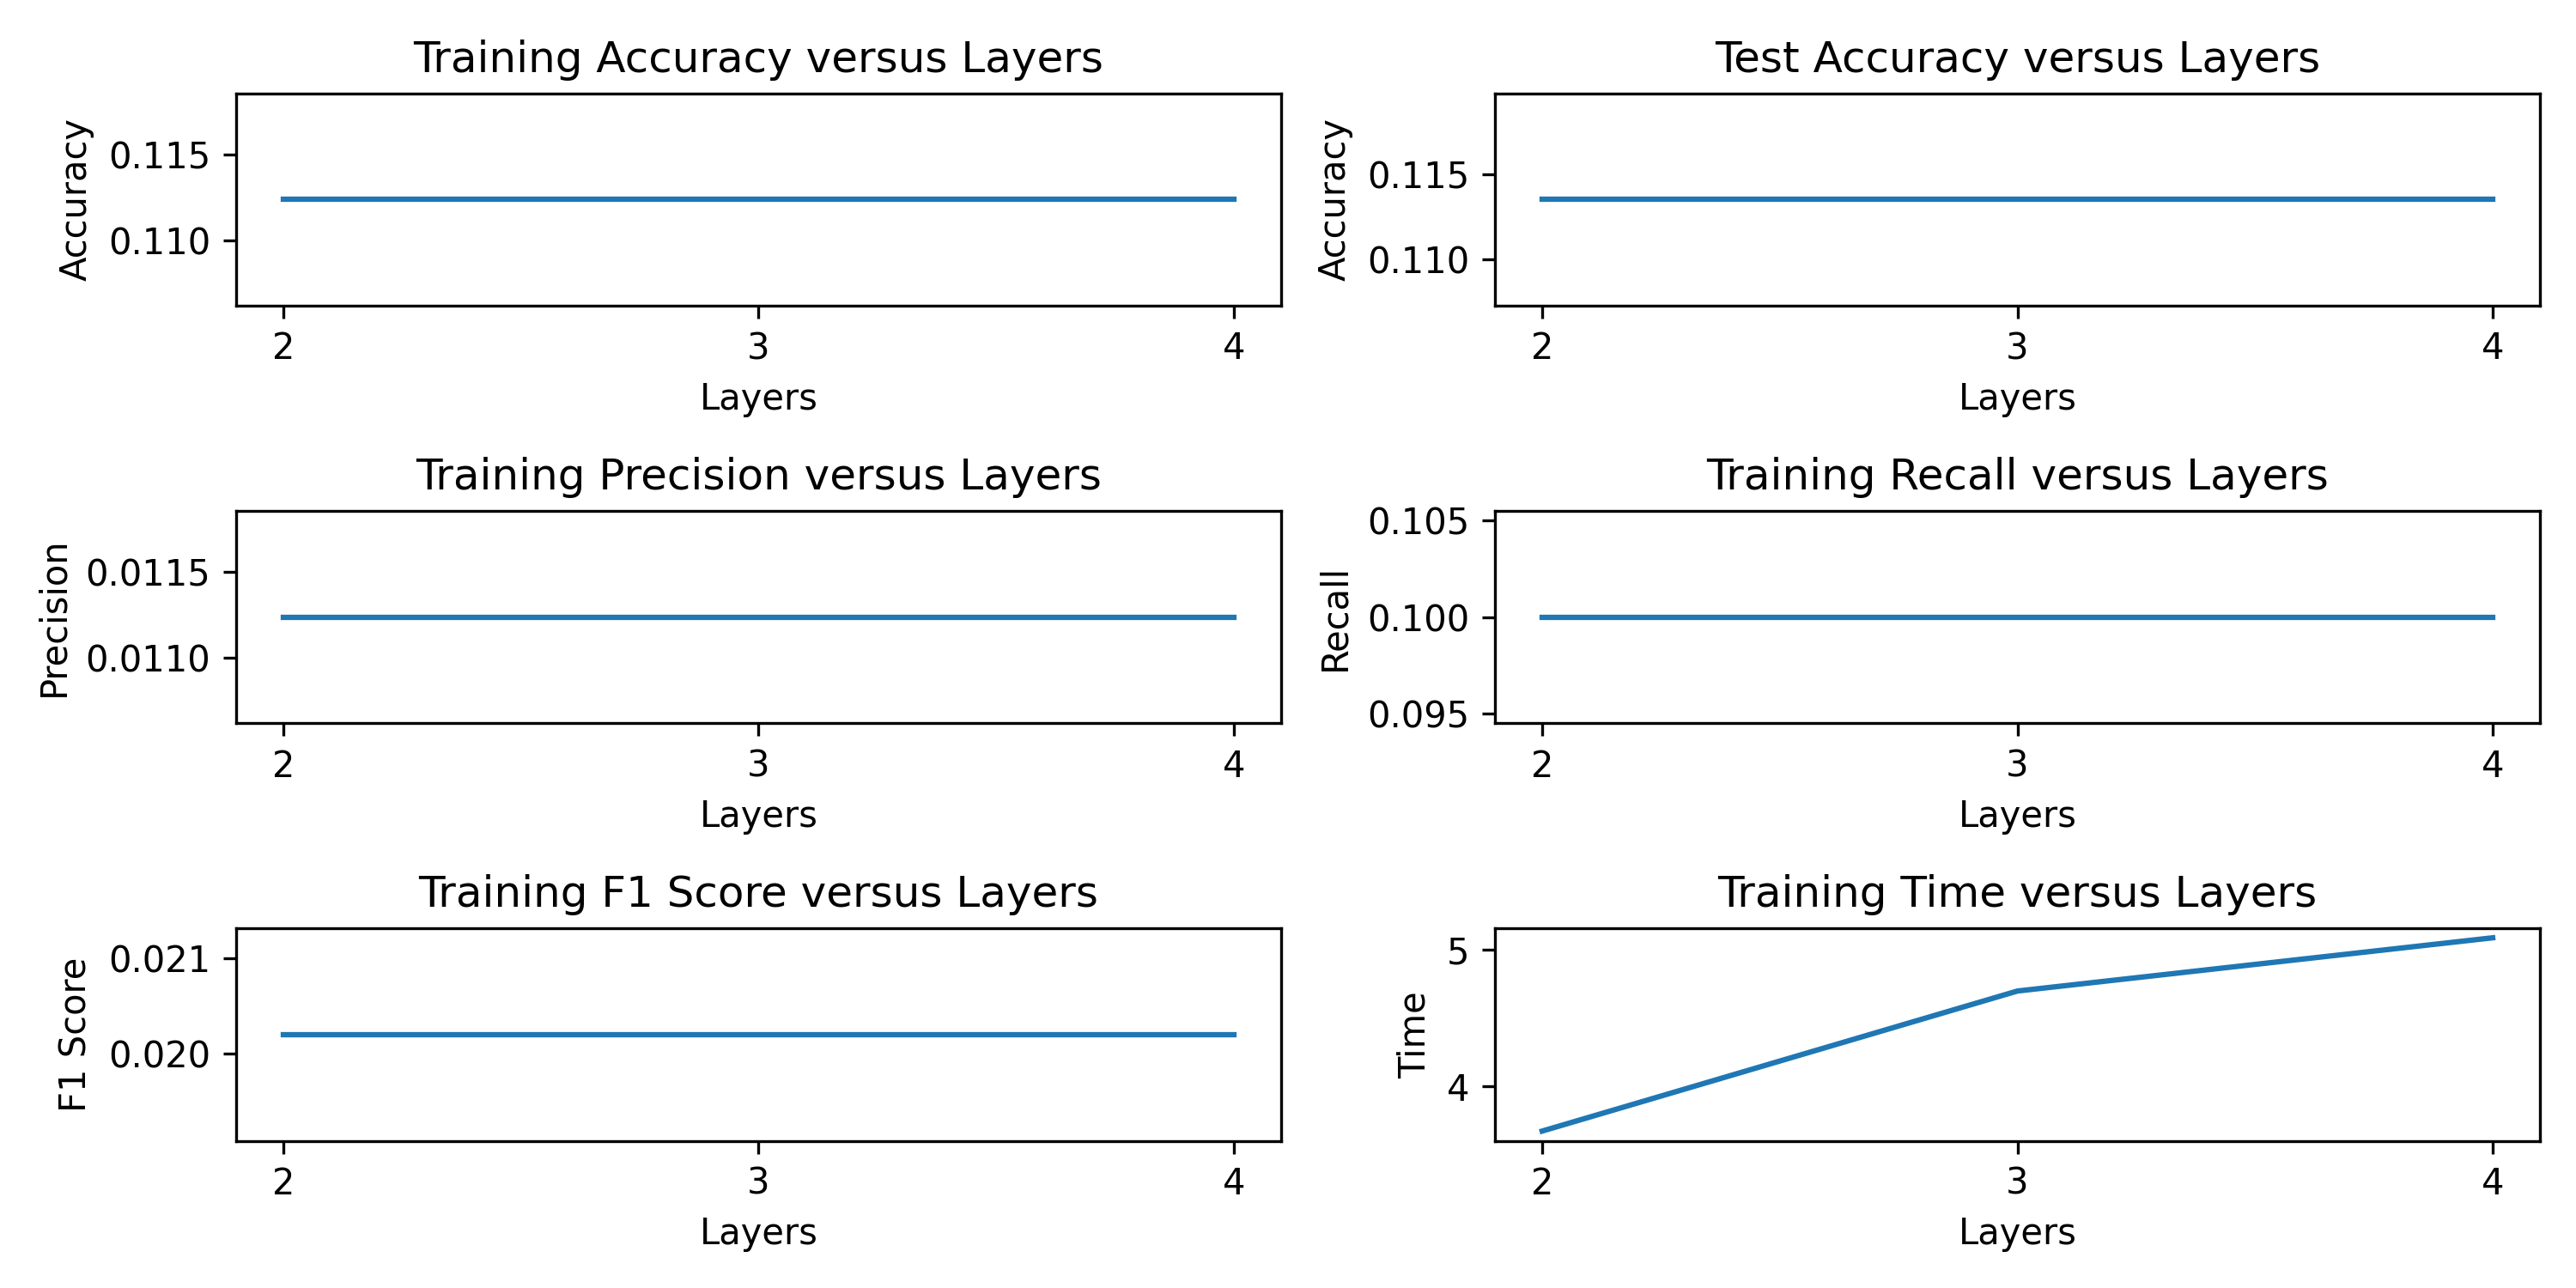 Training Accuracy versus Layers
Accuracy
0.115
0.110
2 3 4
Layers
Test Accuracy versus Layers
Accuracy
0.115
0.110
2 3 4
Layers
Training Precision versus Layers
Precision
0.0115
0.0110
2 3 4
Layers
Training Recall versus Layers
Recall
0.105
0.100
0.095
2 3 4
Layers
Training F1 Score versus Layers
F1 Score
0.021
0.020
2 3 4
Layers
Training Time versus Layers
Time
5
4
2 3 4
Layers